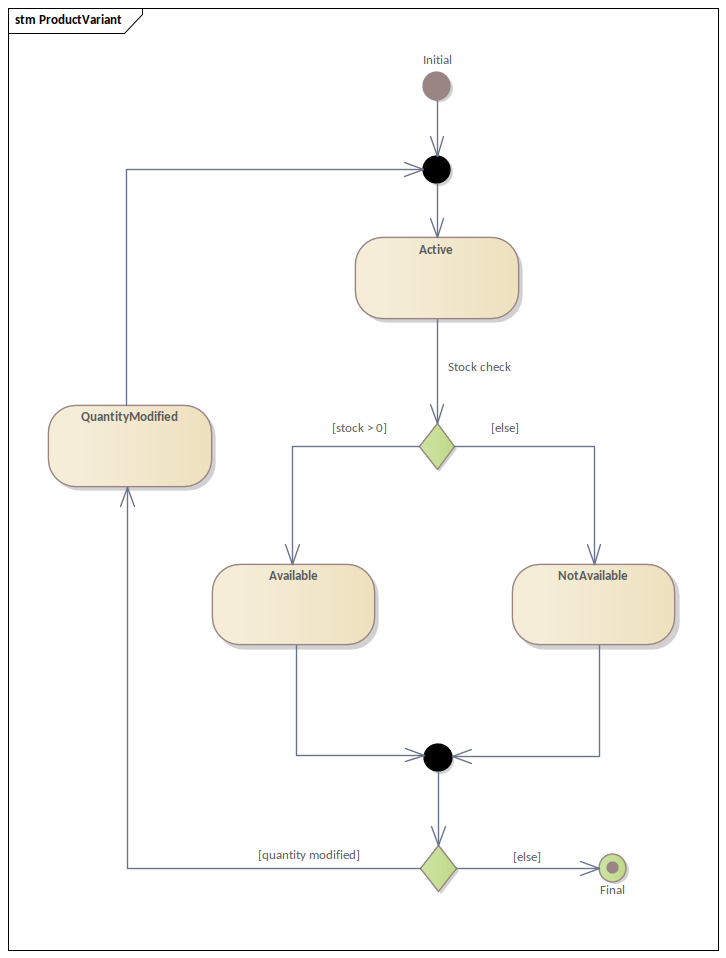 stm ProductVariant
Initial
Active
Stock check
QuantityModified
[stock > 0]
[else]
Available
NotAvailable
[quantity modified]
[else]
Final